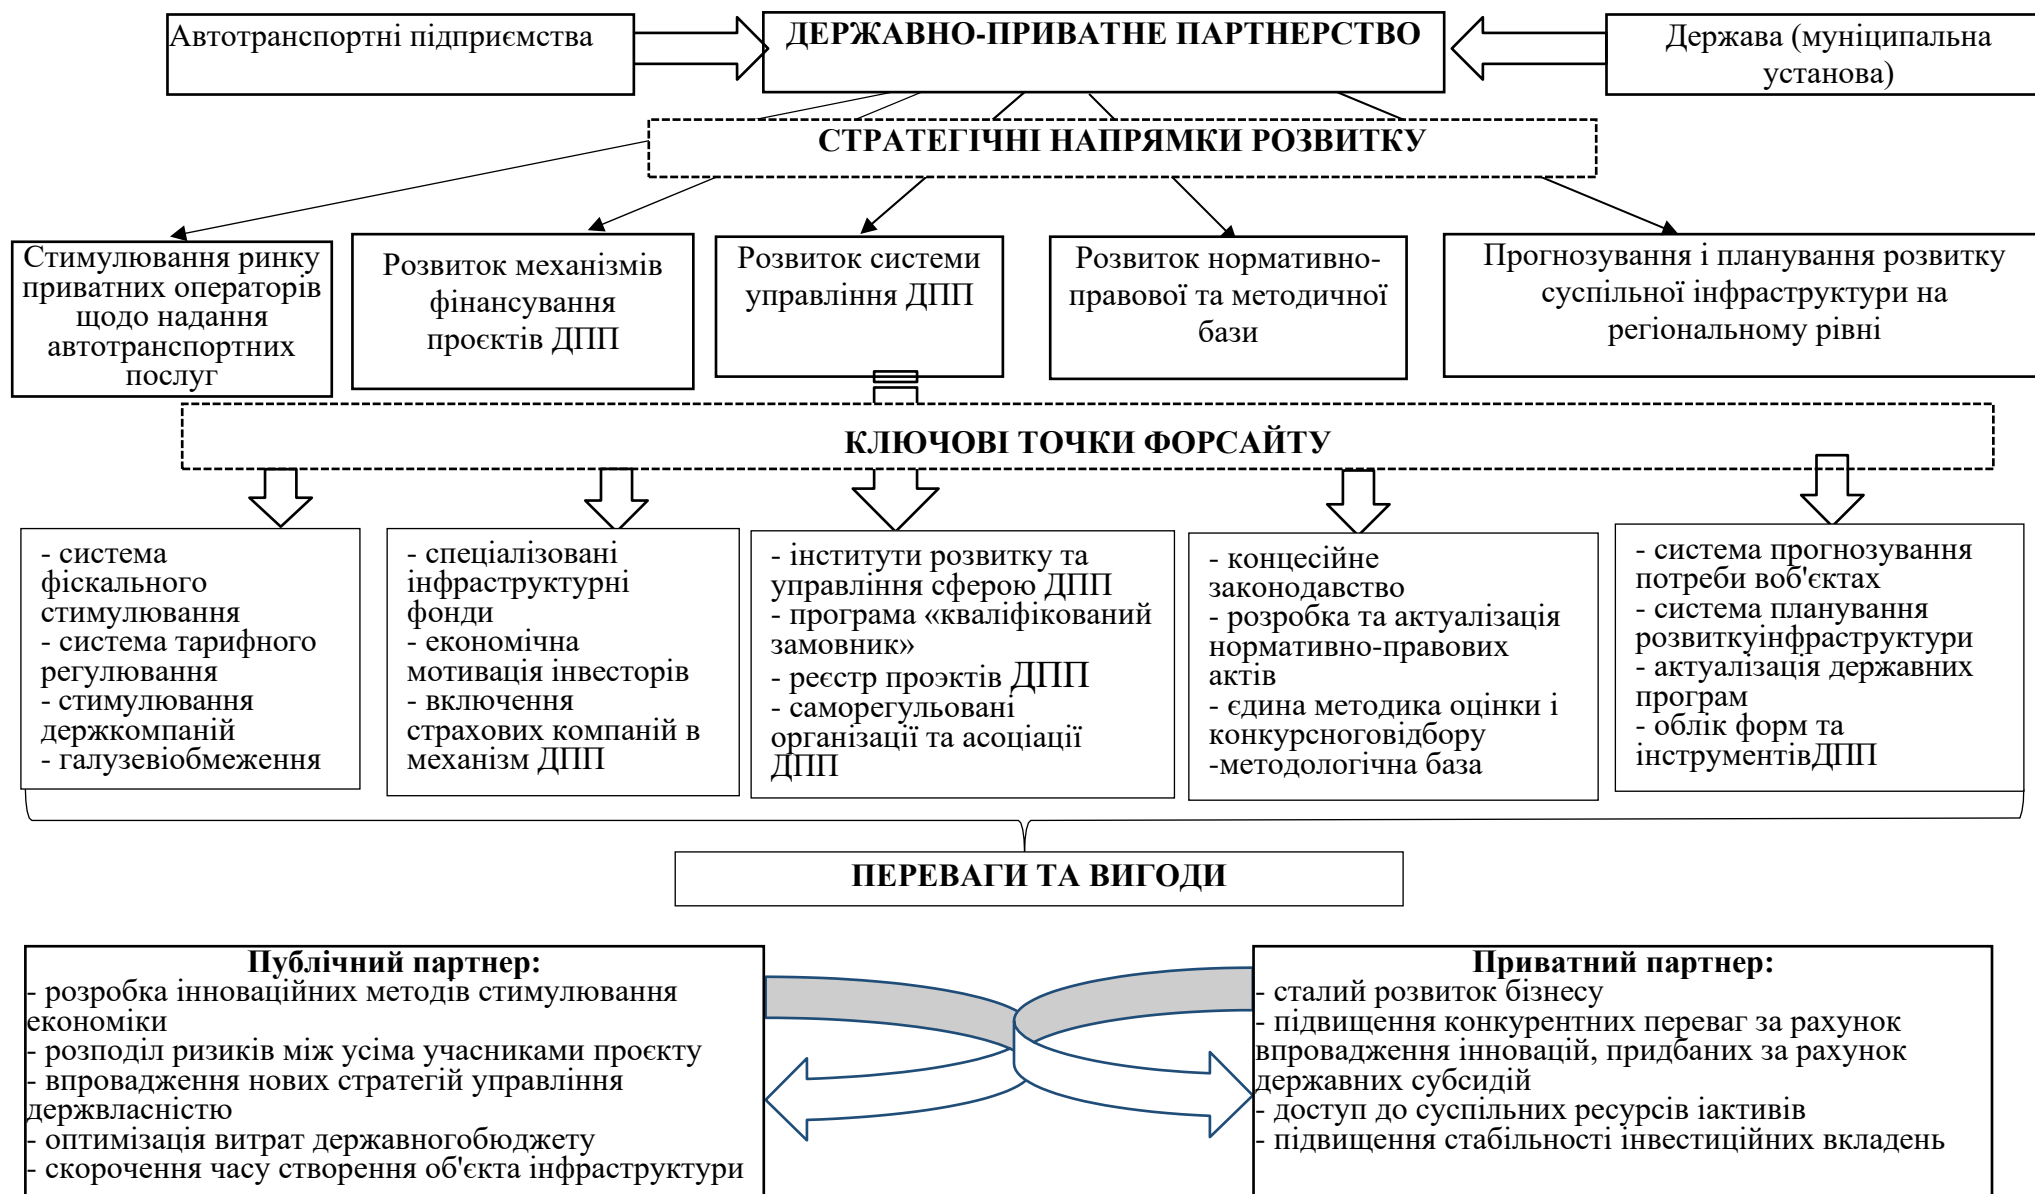 Автотранспортні підприємства
ДЕРЖАВНО-ПРИВАТНЕ ПАРТНЕРСТВО
Держава (муніципальна
установа)
СТРАТЕГІЧНІ НАПРЯМКИ РОЗВИТКУ
Стимулювання ринку
приватних операторів
щодо надання
автотранспортних
послуг
Розвиток механізмів
фінансування
проєктів ДПП
Розвиток системи
управління ДПП
Розвиток нормативно-
правової та методичної
бази
Прогнозування і планування розвитку
суспільної інфраструктури на
регіональному рівні
КЛЮЧОВІ ТОЧКИ ФОРСАЙТУ
- система
фіскального
стимулювання
- система тарифного
регулювання
- стимулювання
держкомпаній
- галузевіобмеження
- спеціалізовані
інфраструктурні
фонди
- економічна
мотивація інвесторів
- включення
страхових компаній в
механізм ДПП
- інститути розвитку та
управління сферою ДПП
- програма «кваліфікований
замовник»
- реєстр проэктів ДПП
- саморегульовані
організації та асоціації
ДПП
- концесійне
законодавство
- розробка та актуалізація
нормативно-правових
актів
- єдина методика оцінки і
конкурсноговідбору
-методологічна база
- система прогнозування
потреби воб'єктах
- система планування
розвиткуінфраструктури
- актуалізація державних
програм
- облік форм та
інструментівДПП
ПЕРЕВАГИ ТА ВИГОДИ
Публічний партнер:
- розробка інноваційних методів стимулювання
економіки
- розподіл ризиків між усіма учасниками проєкту
- впровадження нових стратегій управління
держвласністю
- оптимізація витрат державногобюджету
- скорочення часу створення об'єкта інфраструктури
Приватний партнер:
- сталий розвиток бізнесу
- підвищення конкурентних переваг за рахунок
впровадження інновацій, придбаних за рахунок
державних субсидій
- доступ до суспільних ресурсів іактивів
- підвищення стабільності інвестиційних вкладень